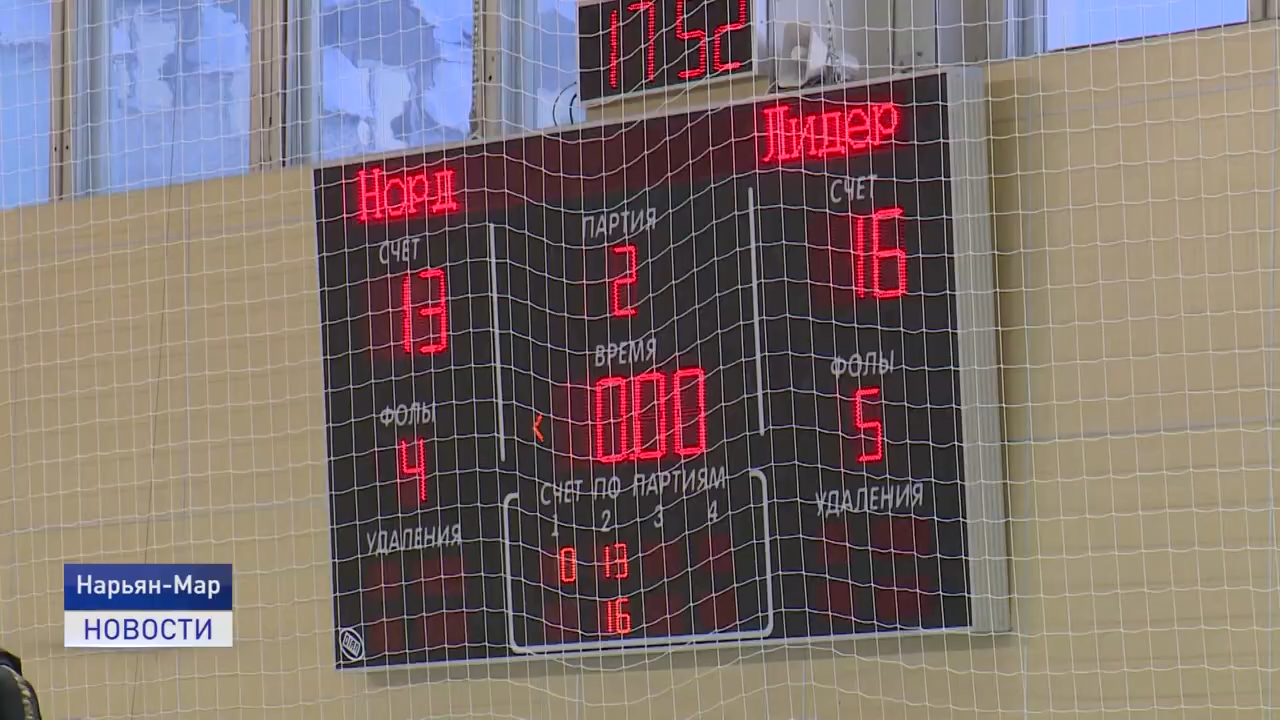 17 52
Норд
Лидер
СЧЕТ
ПАРТИЯ
СЧЕТ
13
2
16
ВРЕМЯ
<
0.00
ФОЛЫ
ФОЛЫ
4
5
СЧЕТ ПО ПАРТИЯМ
1 2 3 4
УДАЛЕНИЯ
УДАЛЕНИЯ
0 13
16
Нарьян-Мар
НОВОСТИ